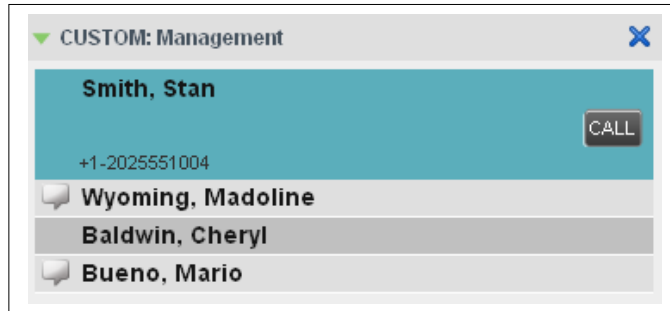 CUSTOM: Management
Smith, Stan
CALL
+1-2025551004
Wyoming, Madoline
Baldwin, Cheryl
Bueno, Mario